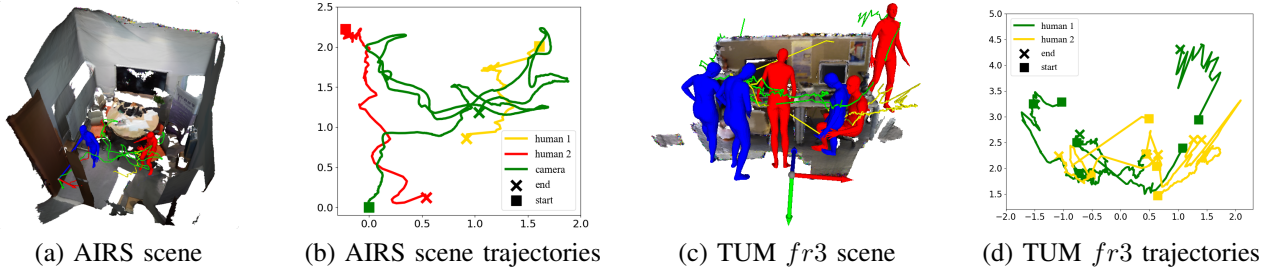 2.5
2.0
1.5
1.0
0.5
0.0
0.0
0.5
1.0
1.5
2.0
human 1
human 2
camera
end
start
5.0
4.5
4.0
3.5
3.0
2.5
2.0
1.5
−2.0
−1.5
−1.0
−0.5
0.0
0.5
1.0
1.5
2.0
human 1
human 2
end
start
(a) AIRS scene
(b) AIRS scene trajectories
(c) TUM fr3 scene
(d) TUM fr3 trajectories